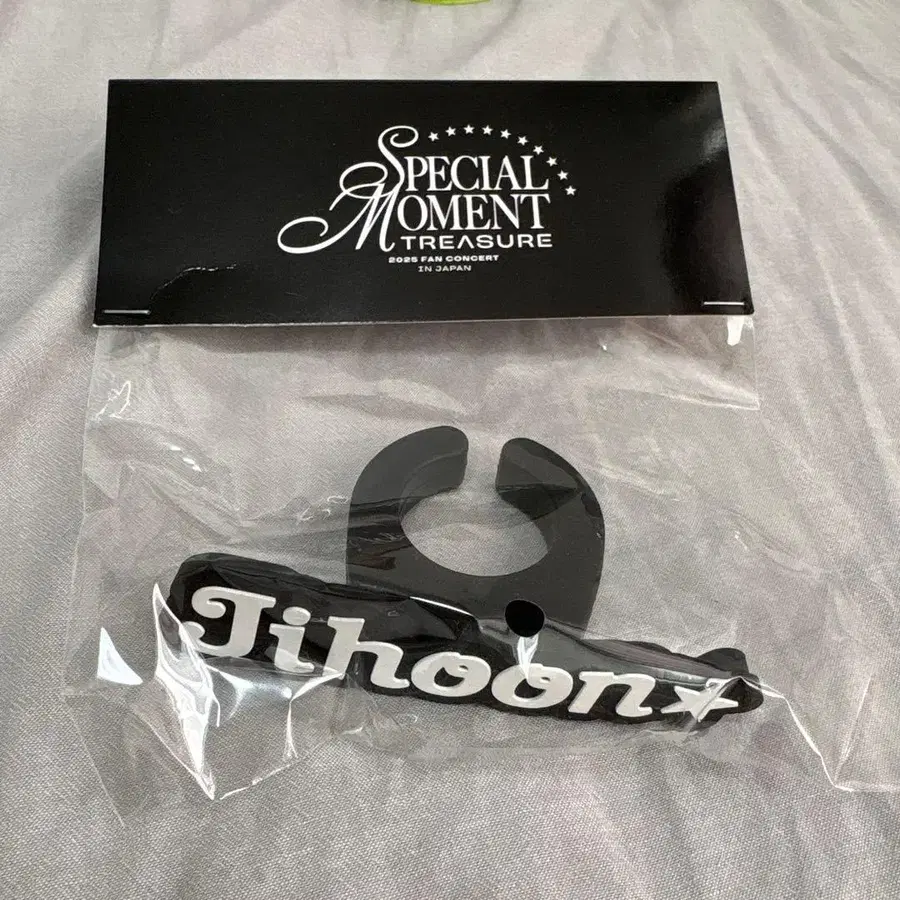 SPECIAL
MOMENT
TREASURE
2025 FAN CONCERT
IN JAPAN
Jihoon